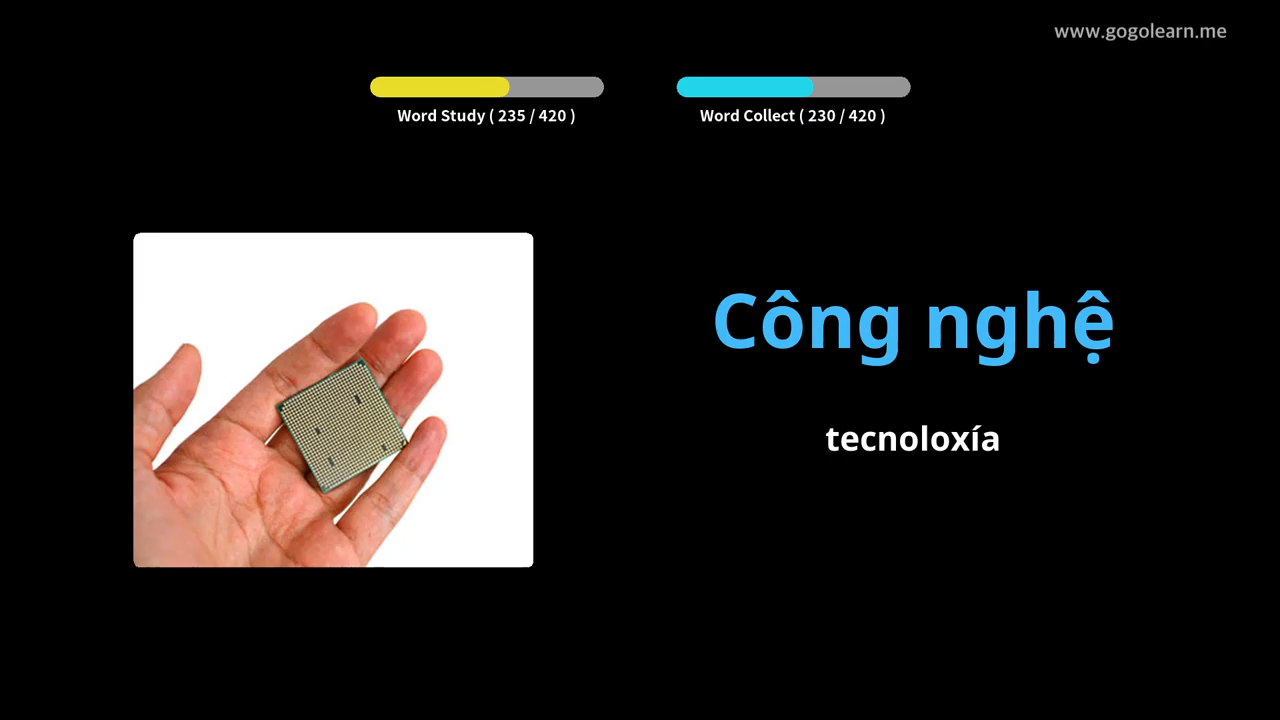 www.gogolearn.me
Word Study ( 235 / 420 )
Word Collect ( 230 / 420 )
Công nghệ
tecnoloxía